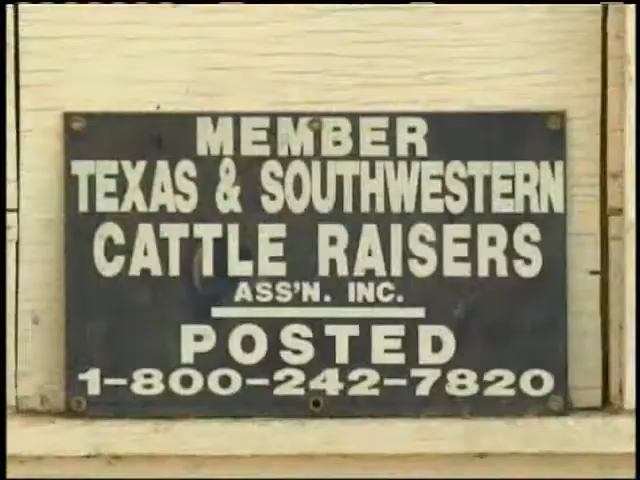 MEMBER
TEXAS & SOUTHWESTERN
CATTLE RAISERS
ASS'N. INC.
POSTED
1-800-242-7820